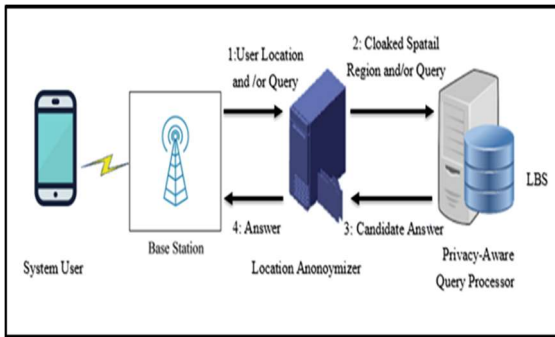 1:User Location
and /or Query
2: Cloaked Spatail
Region and/or Query
LBS
4: Answer
3: Candidate Answer
System User
Base Station
Location Anonoymizer
Privacy-Aware
Query Processor